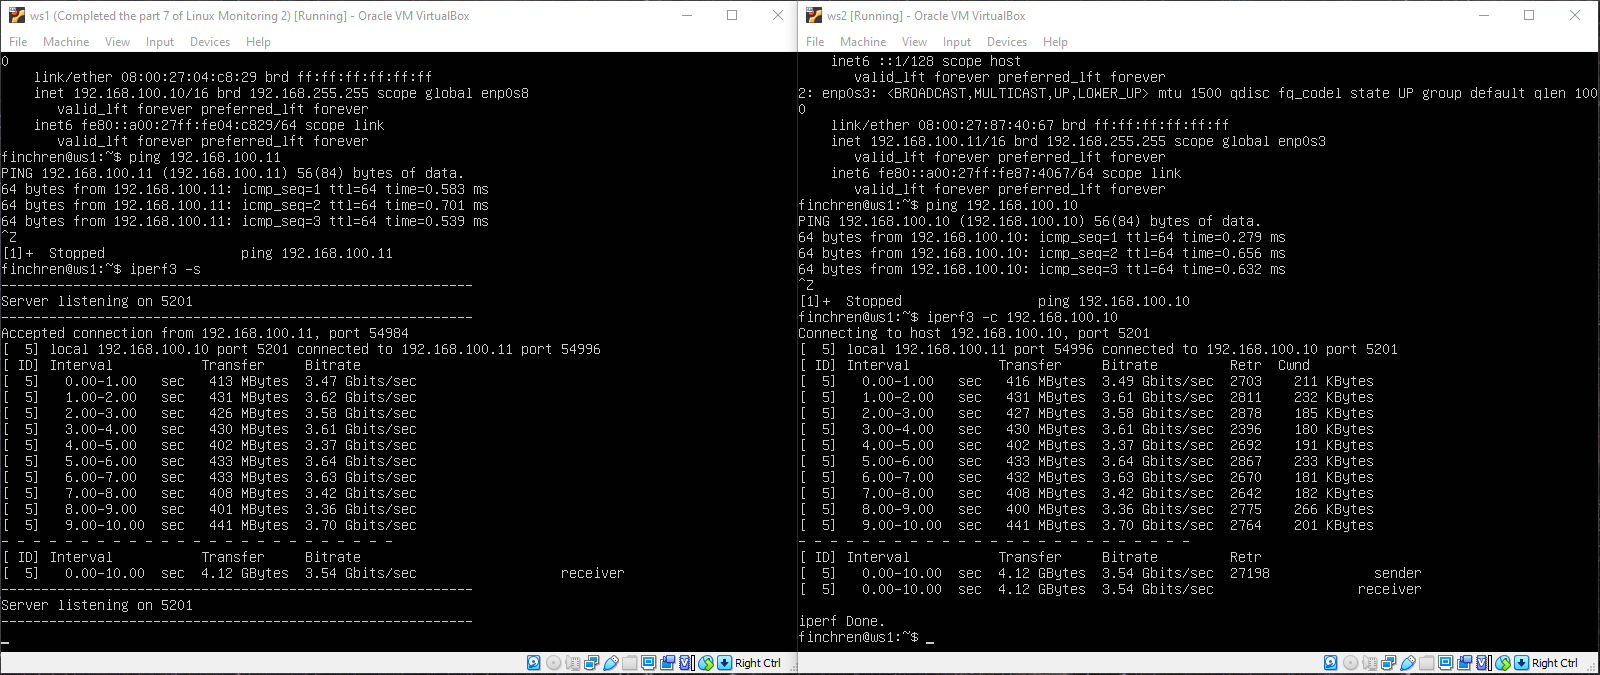 ws1 (Completed the part 7 of Linux Monitoring 2) [Running] - Oracle VM VirtualBox
File Machine View Input Devices Help
0
link/ether 08:00:27:04:c8:29 brd ff:ff:ff:ff:ff:ff
inet 192.168.100.10/16 brd 192.168.255.255 scope global enp0s8
valid_lft forever preferred_lft forever
inet6 fe80::a00:27ff:fe04:c829/64 scope link
valid_lft forever preferred_lft forever
finchren@ws1:~$ ping 192.168.100.11
PING 192.168.100.11 (192.168.100.11) 56(84) bytes of data.
64 bytes from 192.168.100.11: icmp_seq=1 ttl=64 time=0.583 ms
64 bytes from 192.168.100.11: icmp_seq=2 ttl=64 time=0.701 ms
64 bytes from 192.168.100.11: icmp_seq=3 ttl=64 time=0.539 ms
^Z
[1]+  Stopped                 ping 192.168.100.11
finchren@ws1:~$ iperf3 -s
-----------------------------------------------------------
Server listening on 5201
-----------------------------------------------------------
Accepted connection from 192.168.100.11, port 54984
[  5] local 192.168.100.10 port 5201 connected to 192.168.100.11 port 54996
[ ID] Interval           Transfer     Bitrate
[  5]   0.00-1.00   sec   413 MBytes  3.47 Gbits/sec
[  5]   1.00-2.00   sec   431 MBytes  3.62 Gbits/sec
[  5]   2.00-3.00   sec   426 MBytes  3.58 Gbits/sec
[  5]   3.00-4.00   sec   430 MBytes  3.61 Gbits/sec
[  5]   4.00-5.00   sec   402 MBytes  3.37 Gbits/sec
[  5]   5.00-6.00   sec   433 MBytes  3.64 Gbits/sec
[  5]   6.00-7.00   sec   433 MBytes  3.63 Gbits/sec
[  5]   7.00-8.00   sec   408 MBytes  3.42 Gbits/sec
[  5]   8.00-9.00   sec   401 MBytes  3.36 Gbits/sec
[  5]   9.00-10.00  sec   441 MBytes  3.70 Gbits/sec
- - - - - - - - - - - - - - - - - - - - - - - - -
[ ID] Interval           Transfer     Bitrate
[  5]   0.00-10.00  sec  4.12 GBytes  3.54 Gbits/sec                  receiver
-----------------------------------------------------------
Server listening on 5201
-----------------------------------------------------------
_
Right Ctrl
ws2 [Running] - Oracle VM VirtualBox
File Machine View Input Devices Help
inet6 ::1/128 scope host
valid_lft forever preferred_lft forever
2: enp0s3: <BROADCAST,MULTICAST,UP,LOWER_UP> mtu 1500 qdisc fq_codel state UP group default qlen 100
0
link/ether 08:00:27:87:40:67 brd ff:ff:ff:ff:ff:ff
inet 192.168.100.11/16 brd 192.168.255.255 scope global enp0s3
valid_lft forever preferred_lft forever
inet6 fe80::a00:27ff:fe87:4067/64 scope link
valid_lft forever preferred_lft forever
finchren@ws1:~$ ping 192.168.100.10
PING 192.168.100.10 (192.168.100.10) 56(84) bytes of data.
64 bytes from 192.168.100.10: icmp_seq=1 ttl=64 time=0.279 ms
64 bytes from 192.168.100.10: icmp_seq=2 ttl=64 time=0.656 ms
64 bytes from 192.168.100.10: icmp_seq=3 ttl=64 time=0.632 ms
^Z
[1]+  Stopped                 ping 192.168.100.10
finchren@ws1:~$ iperf3 -c 192.168.100.10
Connecting to host 192.168.100.10, port 5201
[  5] local 192.168.100.11 port 54996 connected to 192.168.100.10 port 5201
[ ID] Interval           Transfer     Bitrate         Retr  Cwnd
[  5]   0.00-1.00   sec   416 MBytes  3.49 Gbits/sec  2703    211 KBytes
[  5]   1.00-2.00   sec   431 MBytes  3.61 Gbits/sec  2811    232 KBytes
[  5]   2.00-3.00   sec   427 MBytes  3.58 Gbits/sec  2878    185 KBytes
[  5]   3.00-4.00   sec   430 MBytes  3.61 Gbits/sec  2396    180 KBytes
[  5]   4.00-5.00   sec   402 MBytes  3.37 Gbits/sec  2692    191 KBytes
[  5]   5.00-6.00   sec   433 MBytes  3.64 Gbits/sec  2867    233 KBytes
[  5]   6.00-7.00   sec   432 MBytes  3.63 Gbits/sec  2670    181 KBytes
[  5]   7.00-8.00   sec   408 MBytes  3.42 Gbits/sec  2642    182 KBytes
[  5]   8.00-9.00   sec   400 MBytes  3.36 Gbits/sec  2775    266 KBytes
[  5]   9.00-10.00  sec   441 MBytes  3.70 Gbits/sec  2764    201 KBytes
- - - - - - - - - - - - - - - - - - - - - - - - -
[ ID] Interval           Transfer     Bitrate         Retr
[  5]   0.00-10.00  sec  4.12 GBytes  3.54 Gbits/sec  27198             sender
[  5]   0.00-10.00  sec  4.12 GBytes  3.54 Gbits/sec                  receiver
iperf Done.
finchren@ws1:~$ _
Right Ctrl